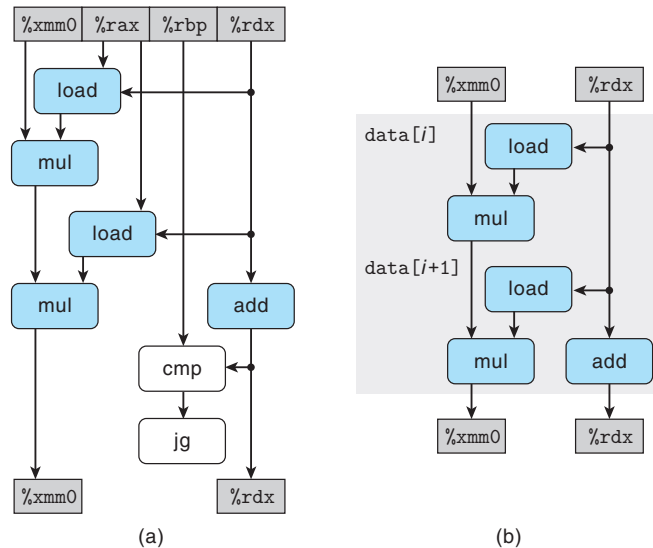 %xmm0 %rax %rbp %rdx
load
mul
load
mul add
cmp
jg
%xmm0 %rdx
(a)
%xmm0 %rdx
data[i]
load
mul
data[i+1]
load
mul add
%xmm0 %rdx
(b)